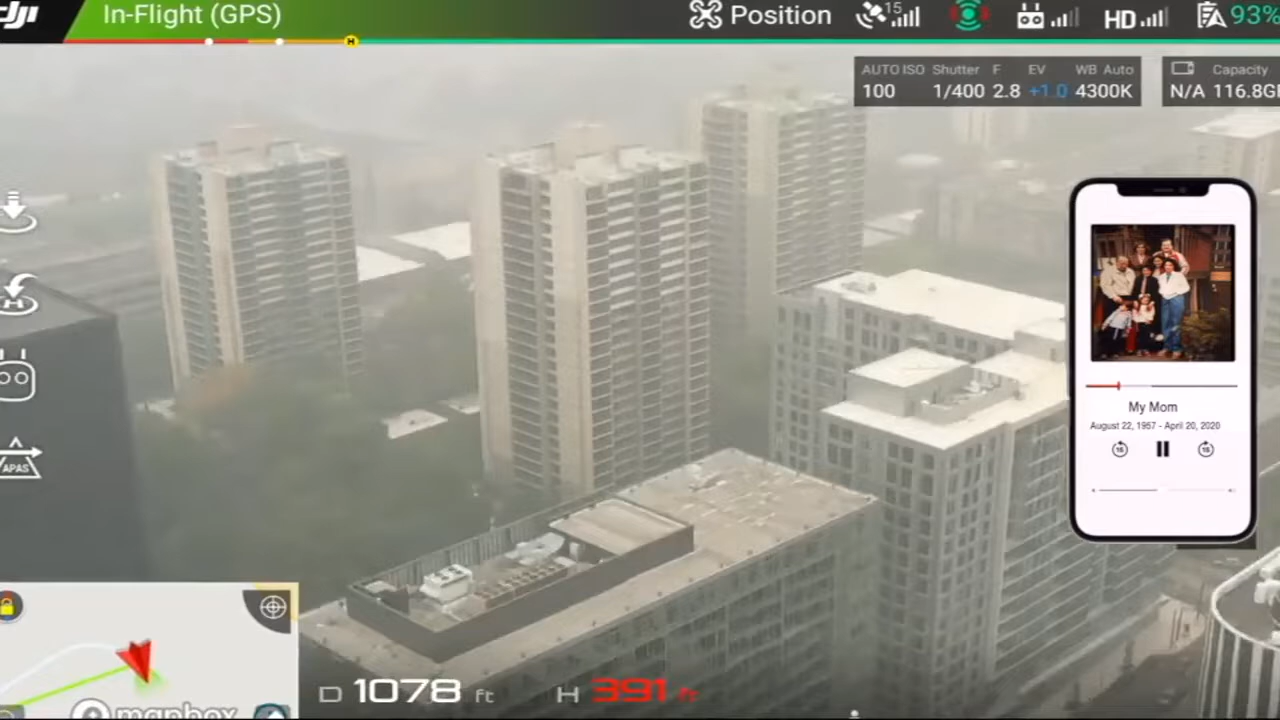 dji In-Flight (GPS) Position 15 HD 93%
AUTO ISO Shutter F EV WB Auto Capacity
100 1/400 2.8 +1.0 4300K N/A 116.8G
H
H
APAS
My Mom
August 22, 1957 - April 20, 2020
15 15
D 1078 ft H 391 ft
mapbox